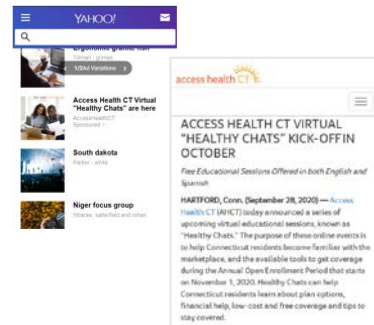 YAHOO!
1/8Ad Variations
Access Health CT Virtual
"Healthy Chats" are here
AccessHealthCT
Sponsored
South dakota
Parker - white
Niger focus group
access health CT
ACCESS HEALTH CT VIRTUAL
"HEALTHY CHATS" KICK-OFF IN
OCTOBER
Free Educational Sessions Offered in both English and
Spanish
HARTFORD, Conn. (September 28, 2020) — Access
Health CT (AHCT) today announced a series of
upcoming virtual educational sessions, known as
"Healthy Chats." The purpose of these online events is
to help Connecticut residents become familiar with the
marketplace, and the available tools to get coverage
during the Annual Open Enrollment Period that starts
on November 1, 2020. Healthy Chats can help
Connecticut residents learn about plan options,
financial help, low-cost and free coverage and tips to
stay covered.